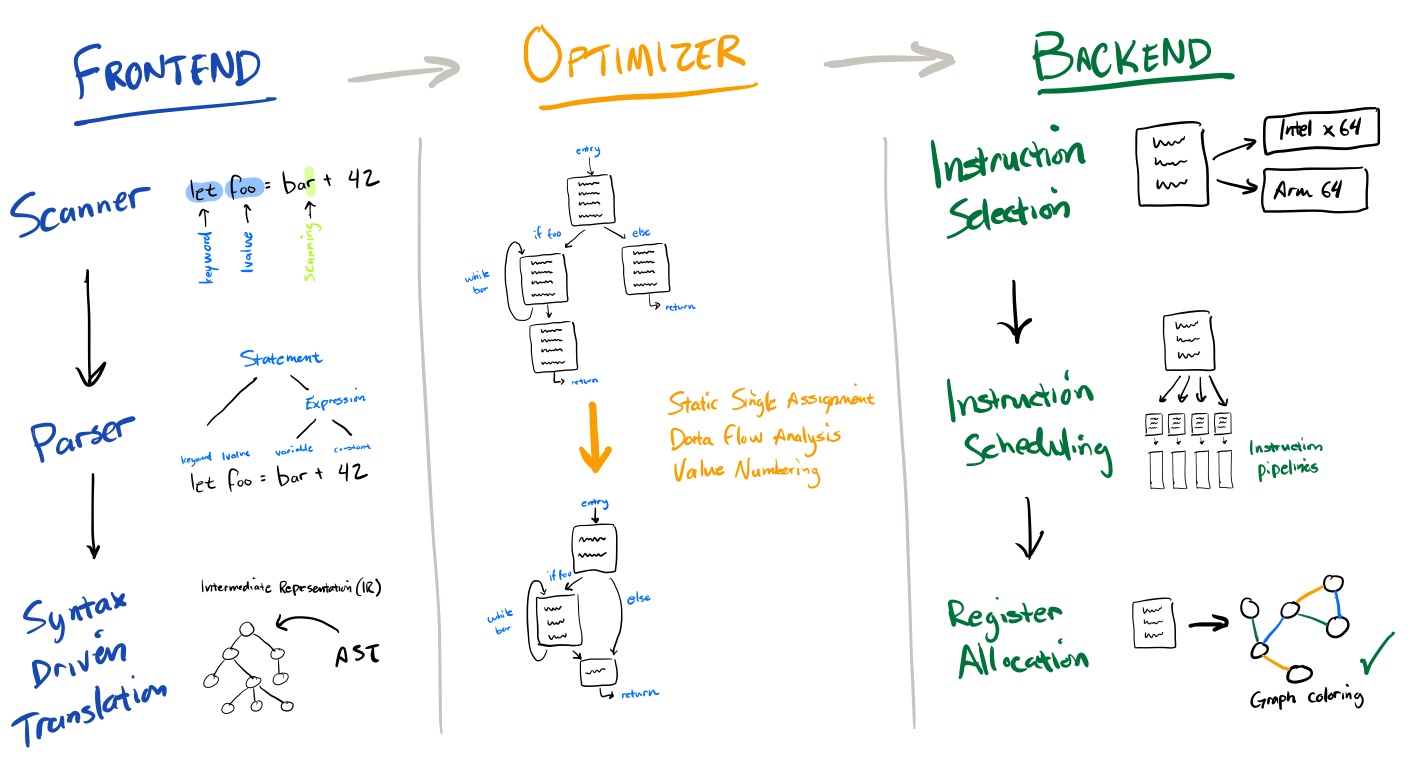 FRONTEND
OPTIMIZER
BACKEND
Scanner
let foo = bar + 42
keyword
lvalue
scanning
Parser
Statement
Expression
keyword lvalue variable constant
let foo = bar + 42
Syntax
Driven
Translation
Intermediate Representation (IR)
AST
entry
if foo
else
while
bar
return
return
Static Single Assignment
Data Flow Analysis
Value Numbering
entry
if foo
else
while
bar
return
Instruction
Selection
Intel x64
Arm 64
Instruction
Scheduling
Instruction
pipelines
Register
Allocation
Graph coloring